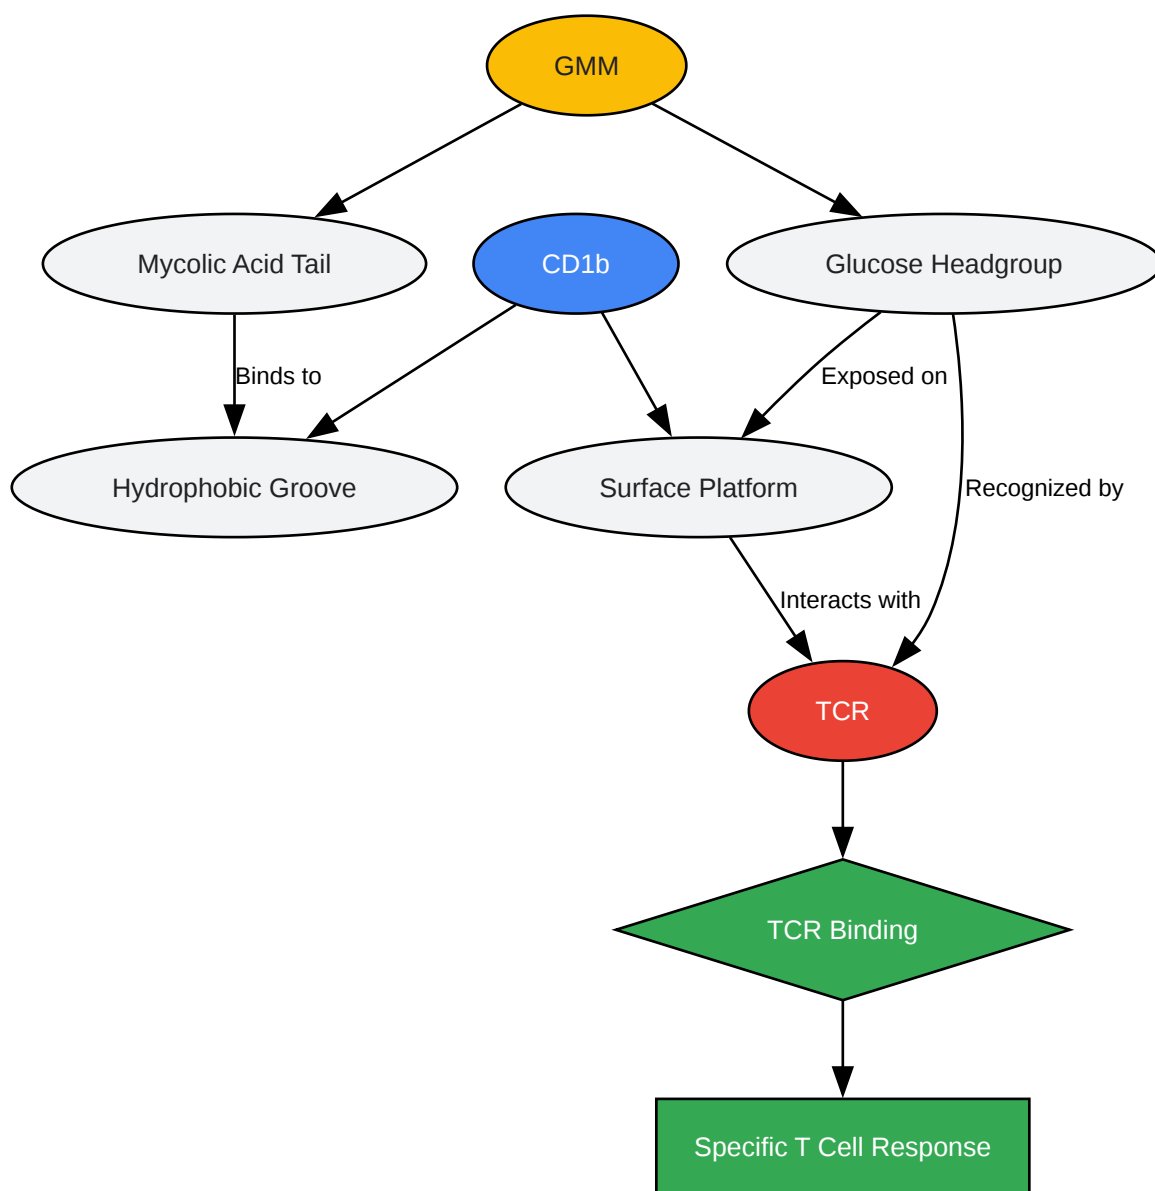 GMM
Mycolic Acid Tail
CD1b
Glucose Headgroup
Binds to
Exposed on
Hydrophobic Groove
Surface Platform
Recognized by
Interacts with
TCR
TCR Binding
Specific T Cell Response